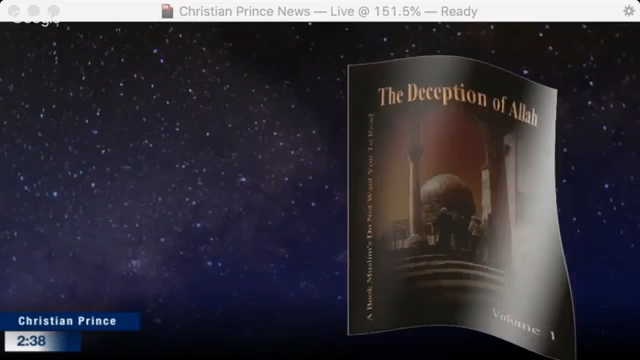 Christian Prince News — Live @ 151.5% — Ready
Google
The Deception of Allah
A Book Muslim's Do Not Want You To Read
Volume 1
Christian Prince
2:38